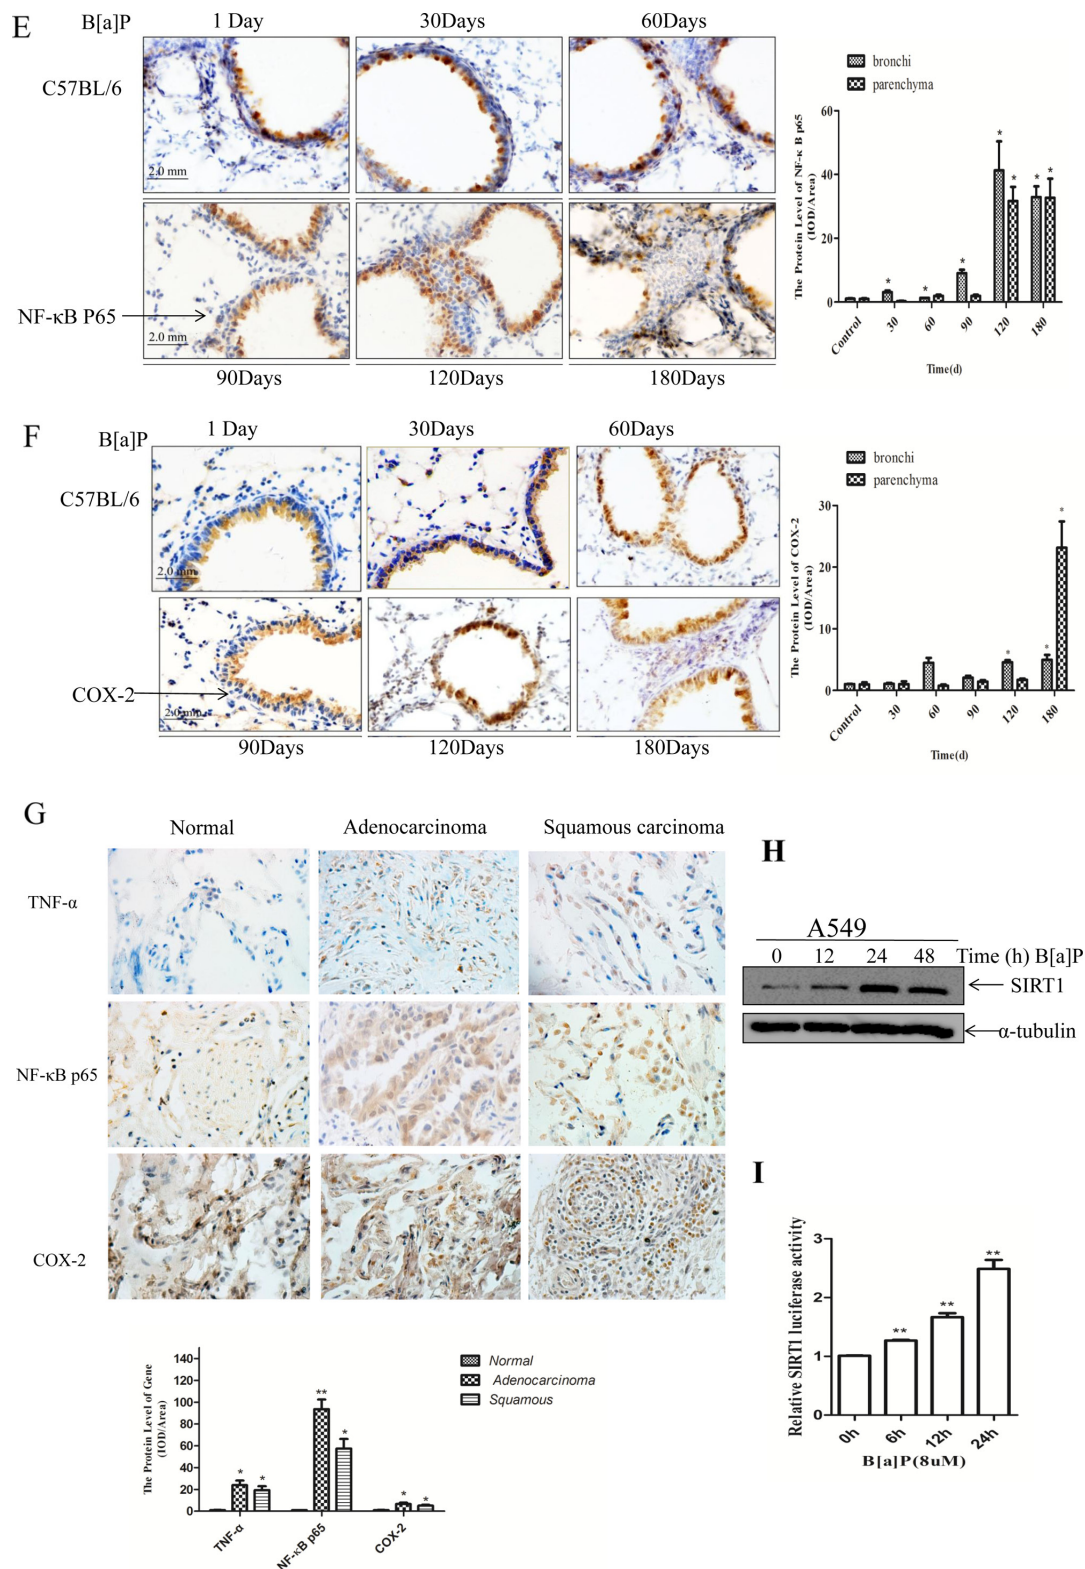 E
B[a]P
1 Day
30Days
60Days
C57BL/6
2.0 mm
NF-κB P65
2.0 mm
90Days
120Days
180Days
bronchi
parenchyma
The Protein Level of NF-κ B p65
(IOD/Area)
60
40
20
0
*
*
*
*
*
*
*
Control
30
60
90
120
180
Time(d)
F
B[a]P
1 Day
30Days
60Days
C57BL/6
2.0 mm
COX-2
2.0 mm
90Days
120Days
180Days
bronchi
parenchyma
The Protein Level of COX-2
(IOD/Area)
30
20
10
0
*
*
*
Control
30
60
90
120
180
Time(d)
G
Normal
Adenocarcinoma
Squamous carcinoma
TNF-α
NF-κB p65
COX-2
The Protein Level of Gene
(IOD/Area)
140
120
100
80
60
40
20
0
*
*
**
*
*
*
TNF-α
NF-κB p65
COX-2
Normal
Adenocarcinoma
Squamous
H
A549
0 12 24 48 Time (h) B[a]P
SIRT1
α-tubulin
I
Relative SIRT1 luciferase activity
3
2
1
0
**
**
**
0h
6h
12h
24h
B[a]P(8uM)